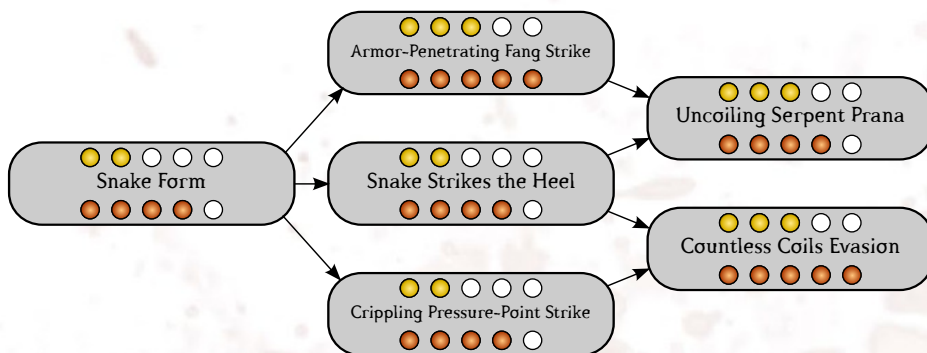 Armor-Penetrating Fang Strike
Uncoiling Serpent Prana
Snake Form
Snake Strikes the Heel
Countless Coils Evasion
Crippling Pressure-Point Strike